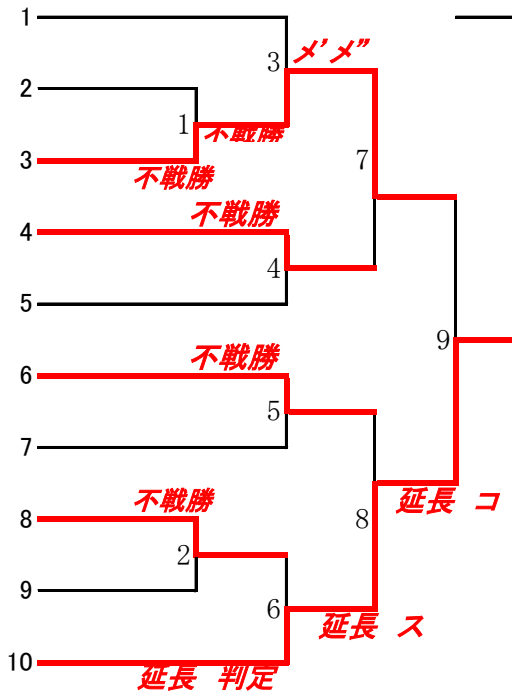 1
3 メ′メ″
2
1 不戦勝
3 不戦勝
7
4 不戦勝
4
5
9
6 不戦勝
5
7
8 不戦勝
延長 コ
8
2
9
6 延長 ス
10 延長 判定